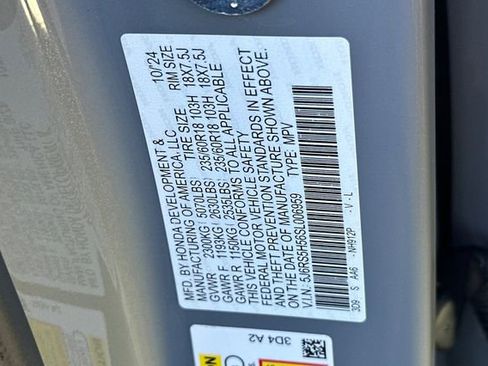 MFD. BY HONDA DEVELOPMENT &
MANUFACTURING OF AMERICA, LLC 10/24
TIRE SIZE RIM SIZE
GVWR 2300KG 5070LBS 235/60R18 103H 18X7.5J
GAWR F 1193KG 2630LBS 235/60R18 103H 18X7.5J
GAWR R 1150KG 2535LBS
THIS VEHICLE CONFORMS TO ALL APPLICABLE
FEDERAL MOTOR VEHICLE SAFETY
AND THEFT PREVENTION STANDARDS IN EFFECT
ON THE DATE OF MANUFACTURE SHOWN ABOVE.
V.I.N: 5J6RS5H56SL006959 TYPE: MPV
3D9 S AA6 -NH912P - V - L
3D4 A2